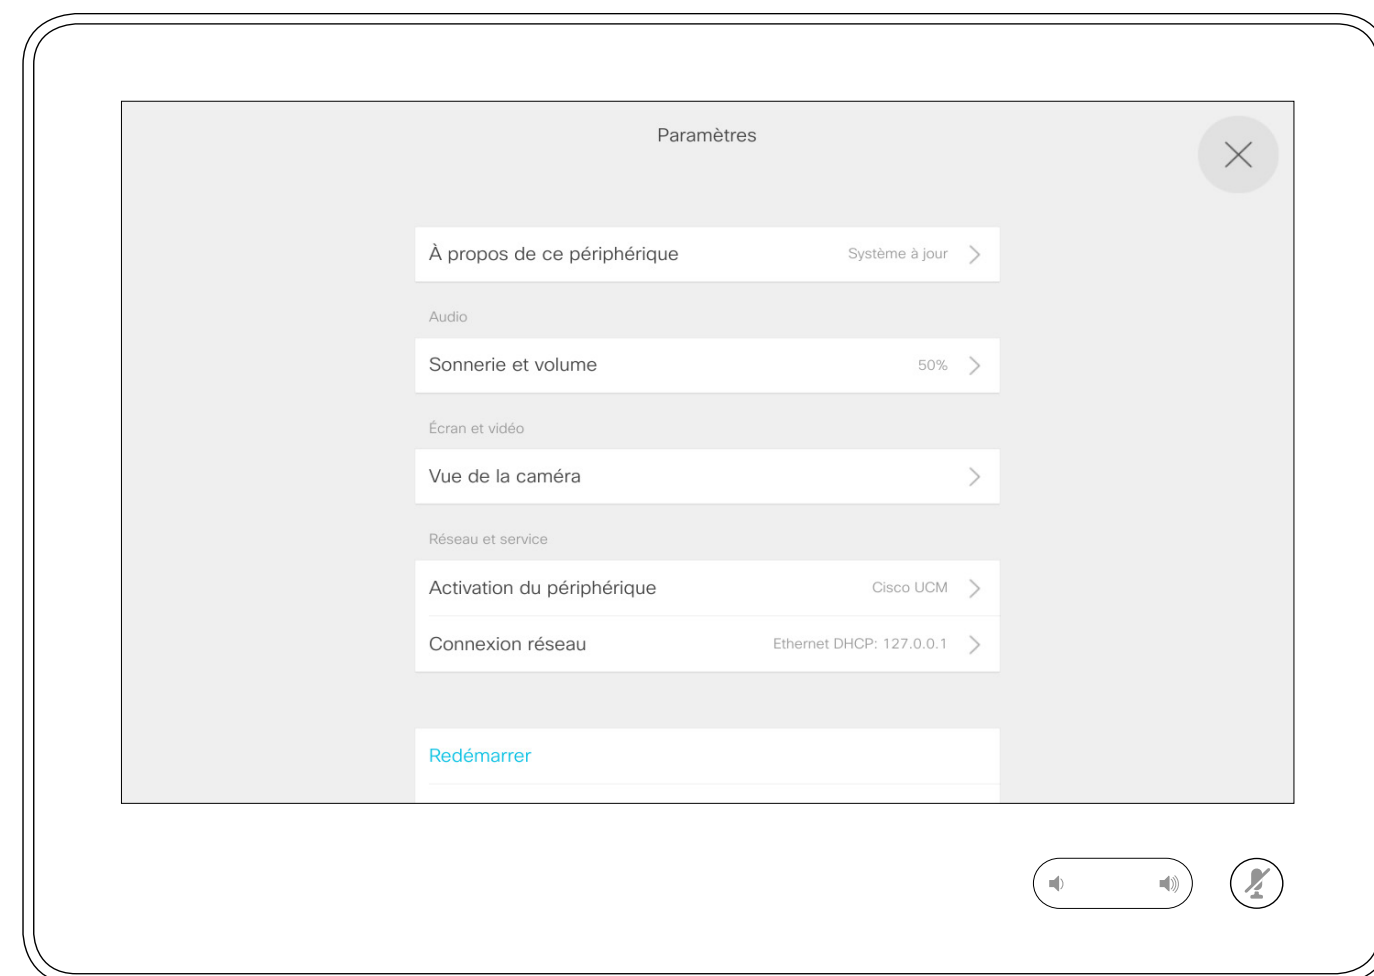 Paramètres
À propos de ce périphérique Système à jour
Audio
Sonnerie et volume 50%
Écran et vidéo
Vue de la caméra
Réseau et service
Activation du périphérique Cisco UCM
Connexion réseau Ethernet DHCP: 127.0.0.1
Redémarrer